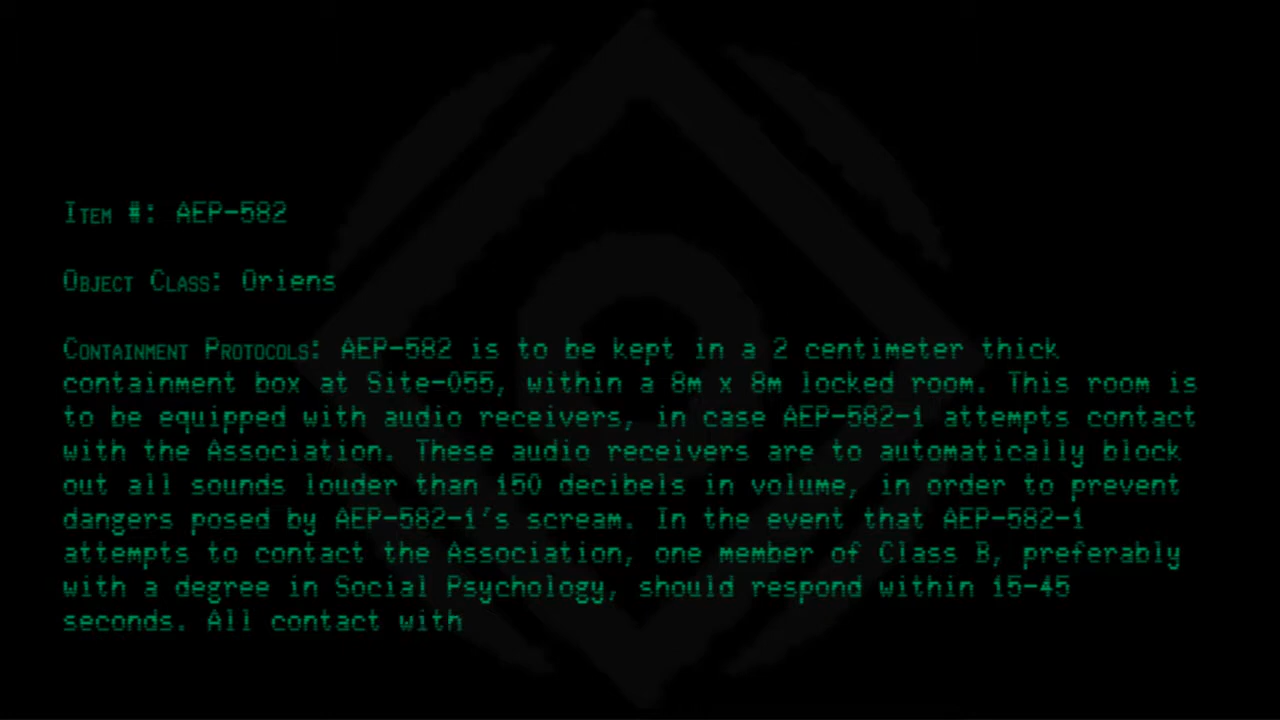 Item #: AEP-582
Object Class: Oriens
Containment Protocols: AEP-582 is to be kept in a 2 centimeter thick
containment box at Site-055, within a 8m x 8m locked room. This room is
to be equipped with audio receivers, in case AEP-582-1 attempts contact
with the Association. These audio receivers are to automatically block
out all sounds louder than 150 decibels in volume, in order to prevent
dangers posed by AEP-582-1's scream. In the event that AEP-582-1
attempts to contact the Association, one member of Class B, preferably
with a degree in Social Psychology, should respond within 15-45
seconds. All contact with